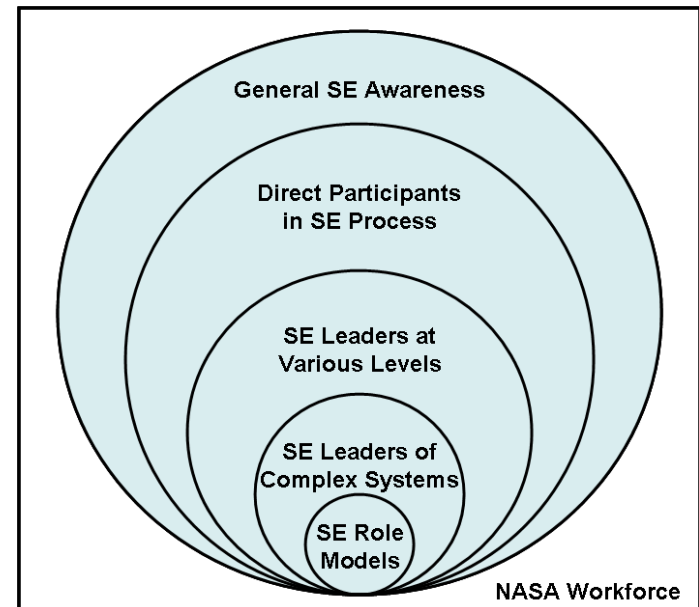 General SE Awareness
Direct Participants
in SE Process
SE Leaders at
Various Levels
SE Leaders of
Complex Systems
SE Role
Models
NASA Workforce